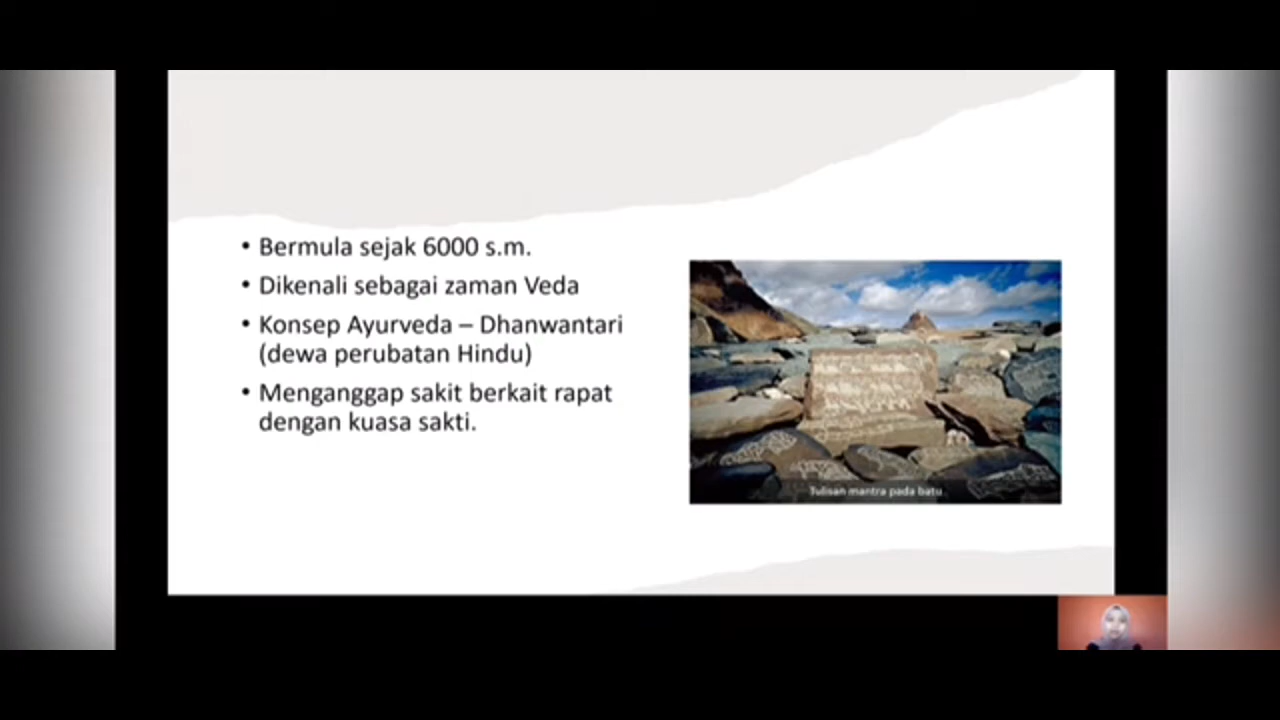 • Bermula sejak 6000 s.m.
• Dikenali sebagai zaman Veda
• Konsep Ayurveda – Dhanwantari
(dewa perubatan Hindu)
• Menganggap sakit berkait rapat
dengan kuasa sakti.
Tulisan mantra pada batu